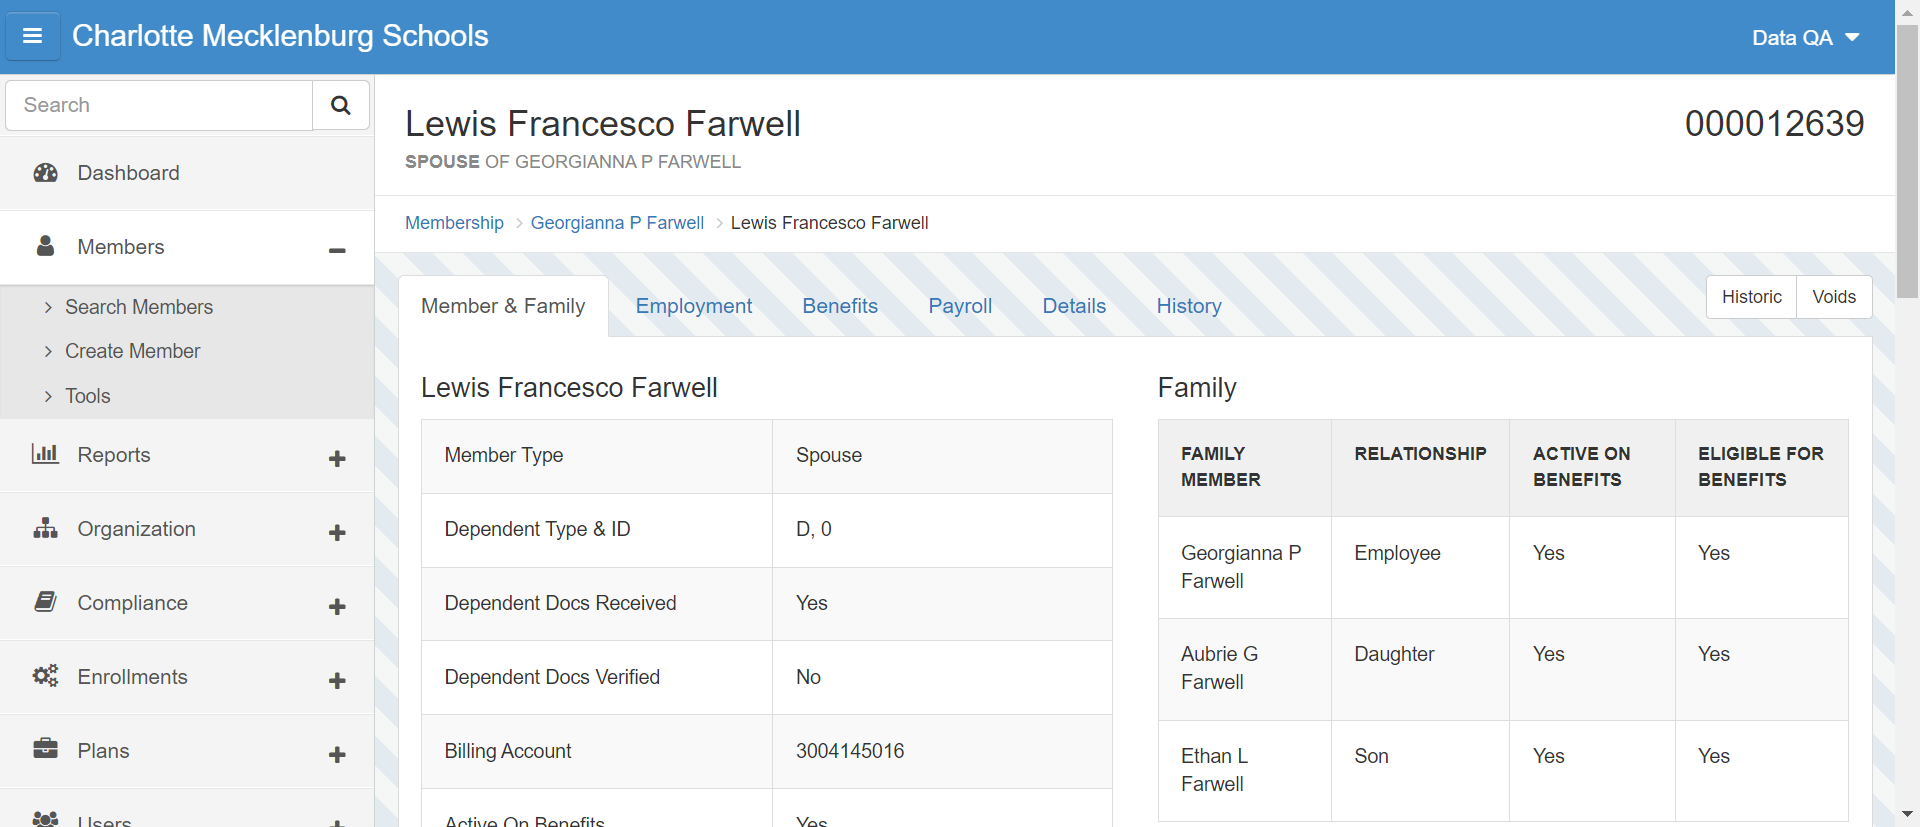 Charlotte Mecklenburg Schools
Data QA
Search
Dashboard
Members
Search Members
Create Member
Tools
Reports
Organization
Compliance
Enrollments
Plans
Users
Lewis Francesco Farwell
000012639
SPOUSE OF GEORGIANNA P FARWELL
Membership > Georgianna P Farwell > Lewis Francesco Farwell
Member & Family
Employment
Benefits
Payroll
Details
History
Historic
Voids
Lewis Francesco Farwell
Member Type Spouse
Dependent Type & ID D, 0
Dependent Docs Received Yes
Dependent Docs Verified No
Billing Account 3004145016
Active On Benefits Yes
Family
FAMILY MEMBER RELATIONSHIP ACTIVE ON BENEFITS ELIGIBLE FOR BENEFITS
Georgianna P Farwell Employee Yes Yes
Aubrie G Farwell Daughter Yes Yes
Ethan L Farwell Son Yes Yes